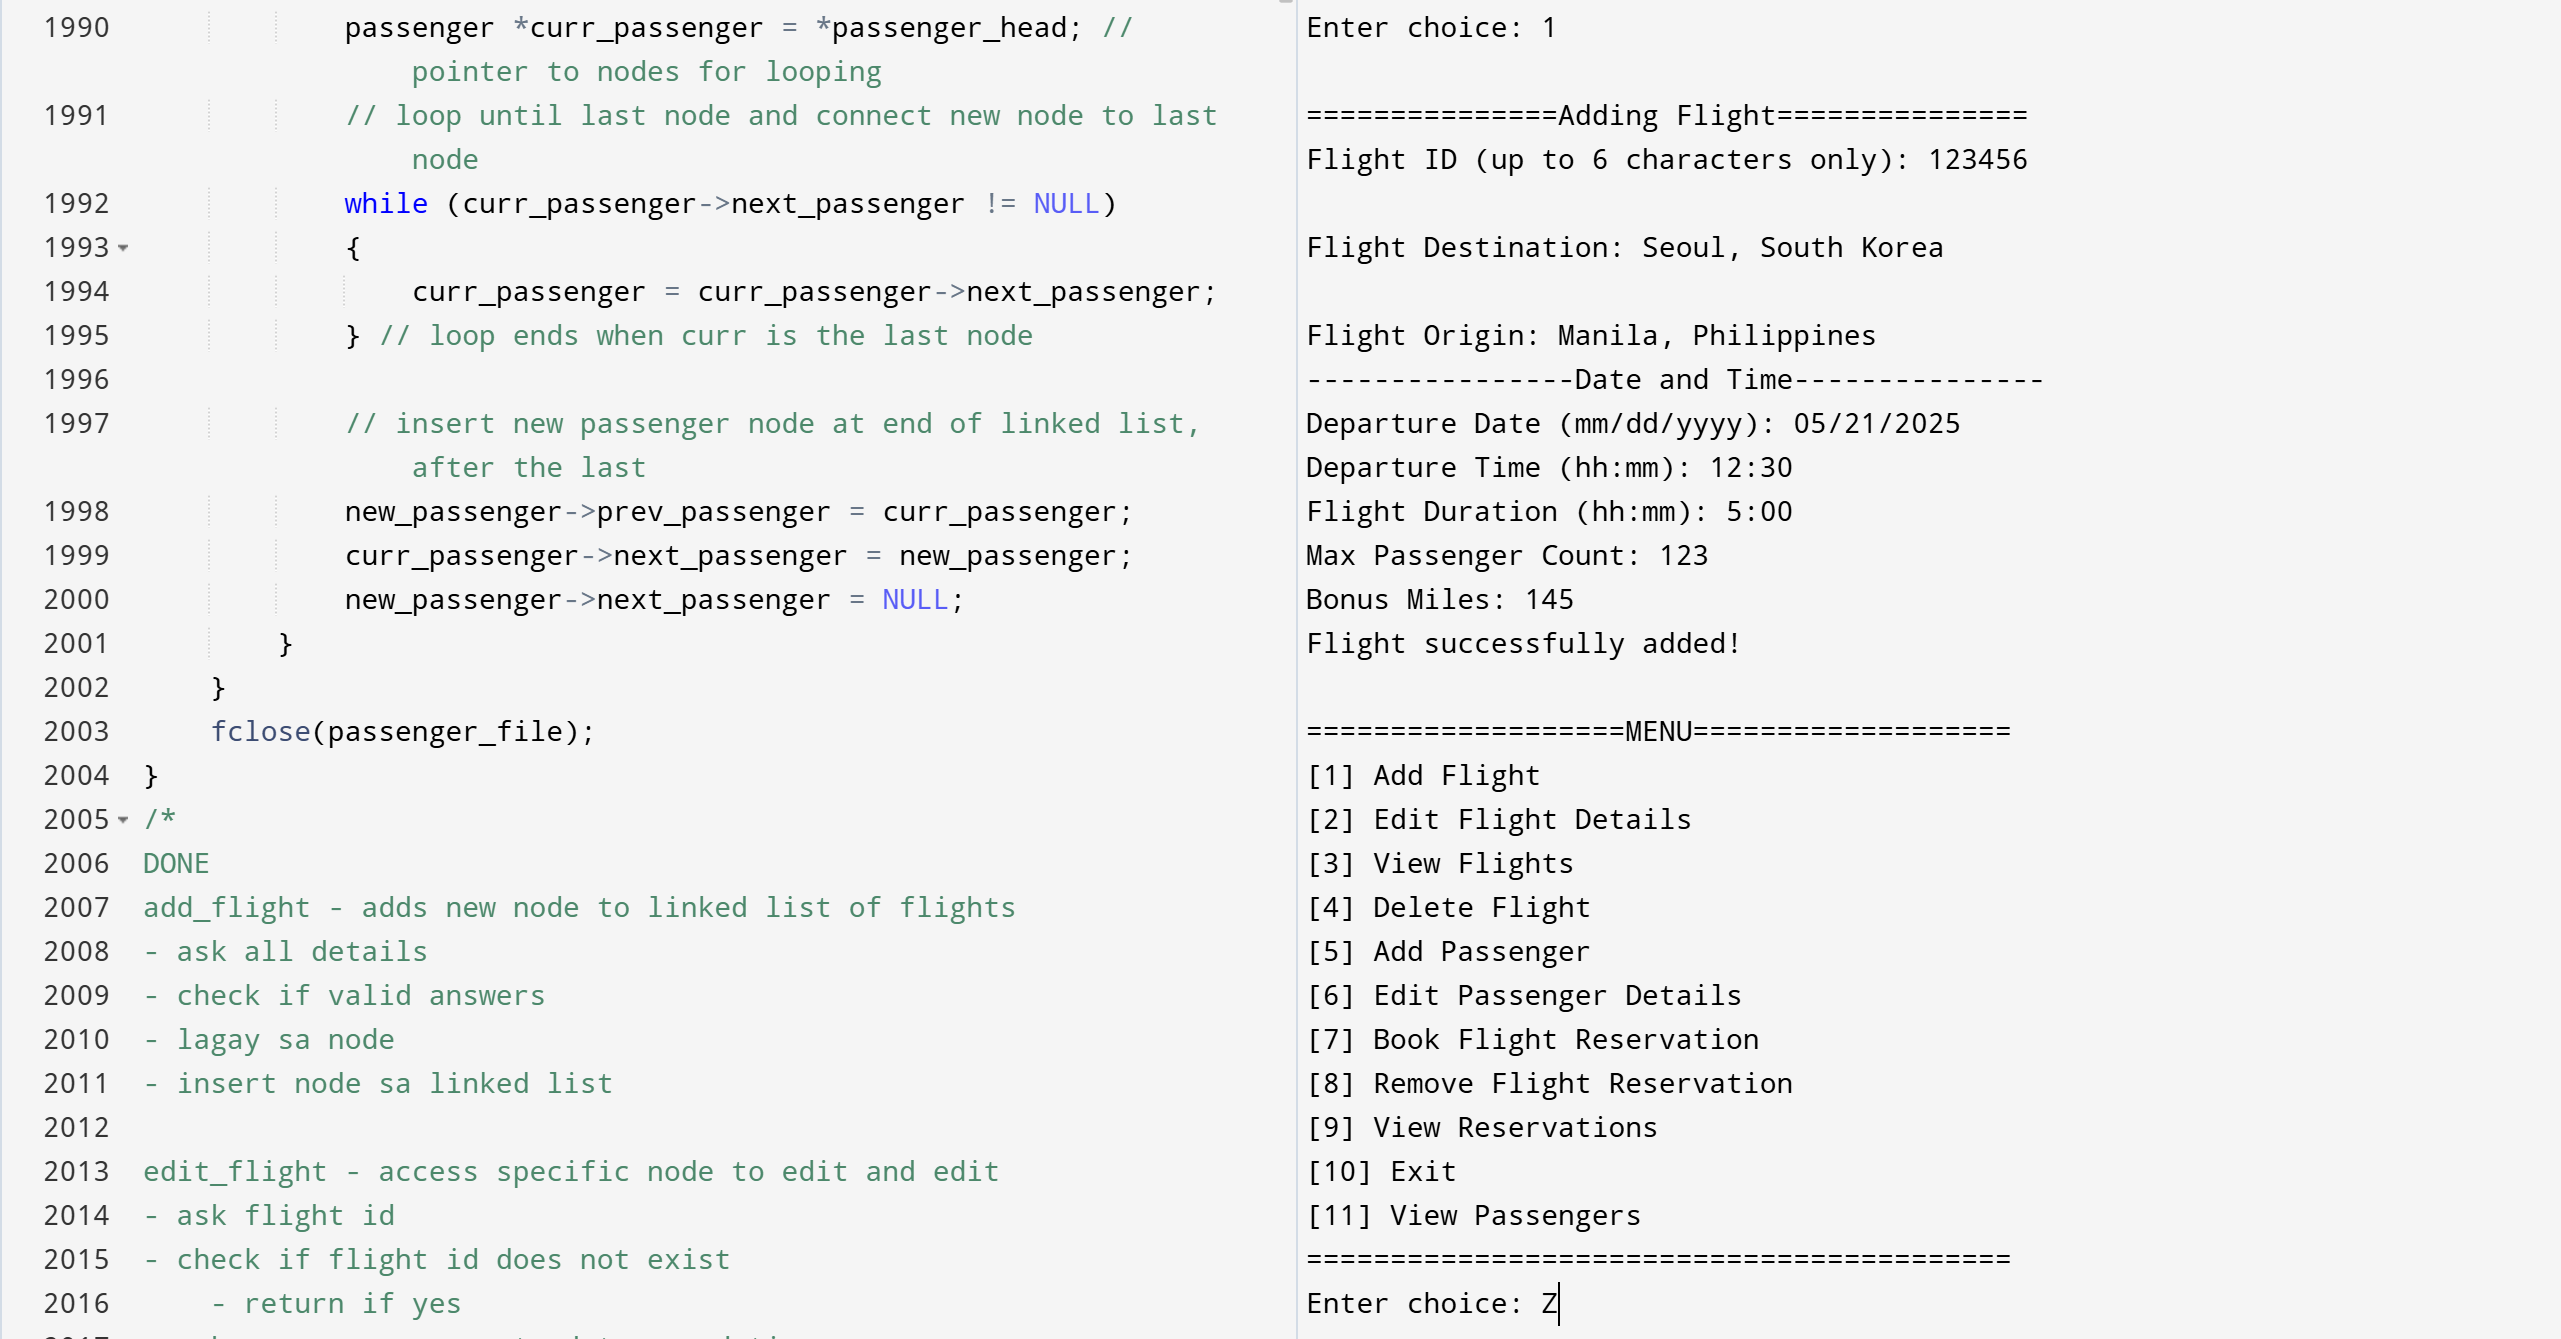 1990 passenger *curr_passenger = *passenger_head; //
pointer to nodes for looping
1991 // loop until last node and connect new node to last
node
1992 while (curr_passenger->next_passenger != NULL)
1993 {
1994 curr_passenger = curr_passenger->next_passenger;
1995 } // loop ends when curr is the last node
1996
1997 // insert new passenger node at end of linked list,
after the last
1998 new_passenger->prev_passenger = curr_passenger;
1999 curr_passenger->next_passenger = new_passenger;
2000 new_passenger->next_passenger = NULL;
2001 }
2002 }
2003 fclose(passenger_file);
2004 }
2005 /*
2006 DONE
2007 add_flight - adds new node to linked list of flights
2008 - ask all details
2009 - check if valid answers
2010 - lagay sa node
2011 - insert node sa linked list
2012
2013 edit_flight - access specific node to edit and edit
2014 - ask flight id
2015 - check if flight id does not exist
2016 - return if yes
Enter choice: 1
===============Adding Flight===============
Flight ID (up to 6 characters only): 123456
Flight Destination: Seoul, South Korea
Flight Origin: Manila, Philippines
----------------Date and Time---------------
Departure Date (mm/dd/yyyy): 05/21/2025
Departure Time (hh:mm): 12:30
Flight Duration (hh:mm): 5:00
Max Passenger Count: 123
Bonus Miles: 145
Flight successfully added!
===================MENU===================
[1] Add Flight
[2] Edit Flight Details
[3] View Flights
[4] Delete Flight
[5] Add Passenger
[6] Edit Passenger Details
[7] Book Flight Reservation
[8] Remove Flight Reservation
[9] View Reservations
[10] Exit
[11] View Passengers
==========================================
Enter choice: Z